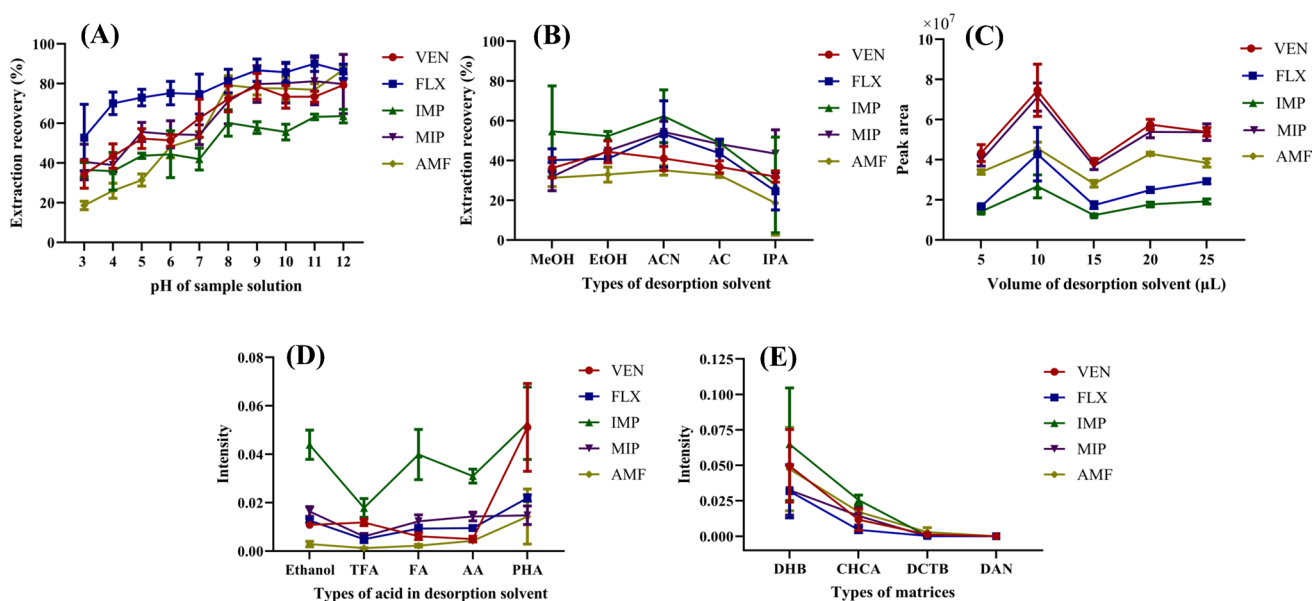 (A)
Extraction recovery (%)
100
80
60
40
20
0
3 4 5 6 7 8 9 10 11 12
pH of sample solution
VEN
FLX
IMP
MIP
AMF
(B)
Extraction recovery (%)
100
80
60
40
20
0
MeOH EtOH ACN AC IPA
Types of desorption solvent
VEN
FLX
IMP
MIP
AMF
(C)
×10⁷
Peak area
10
8
6
4
2
0
5 10 15 20 25
Volume of desorption solvent (μL)
VEN
FLX
IMP
MIP
AMF
(D)
Intensity
0.08
0.06
0.04
0.02
0.00
Ethanol TFA FA AA PHA
Types of acid in desorption solvent
VEN
FLX
IMP
MIP
AMF
(E)
Intensity
0.125
0.100
0.075
0.050
0.025
0.000
DHB CHCA DCTB DAN
Types of matrices
VEN
FLX
IMP
MIP
AMF